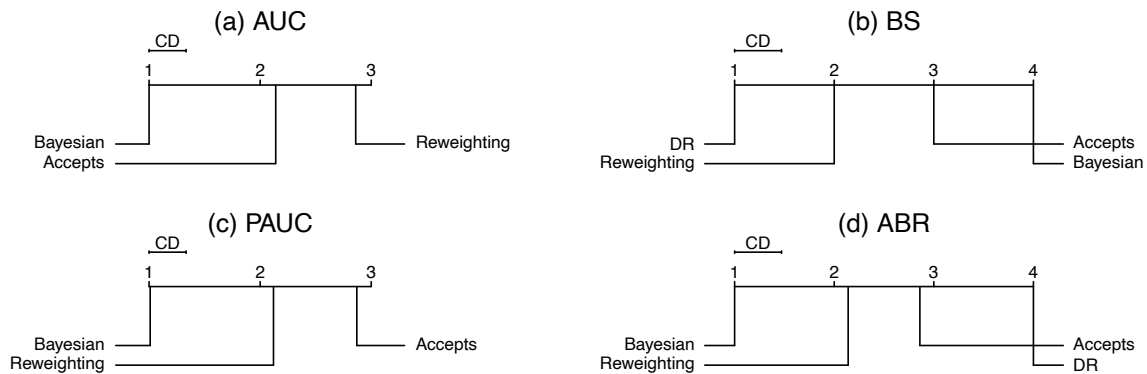 (a) AUC
CD
1 2 3
Bayesian
Accepts
Reweighting
(b) BS
CD
1 2 3 4
DR
Reweighting
Accepts
Bayesian
(c) PAUC
CD
1 2 3
Bayesian
Reweighting
Accepts
(d) ABR
CD
1 2 3 4
Bayesian
Reweighting
Accepts
DR